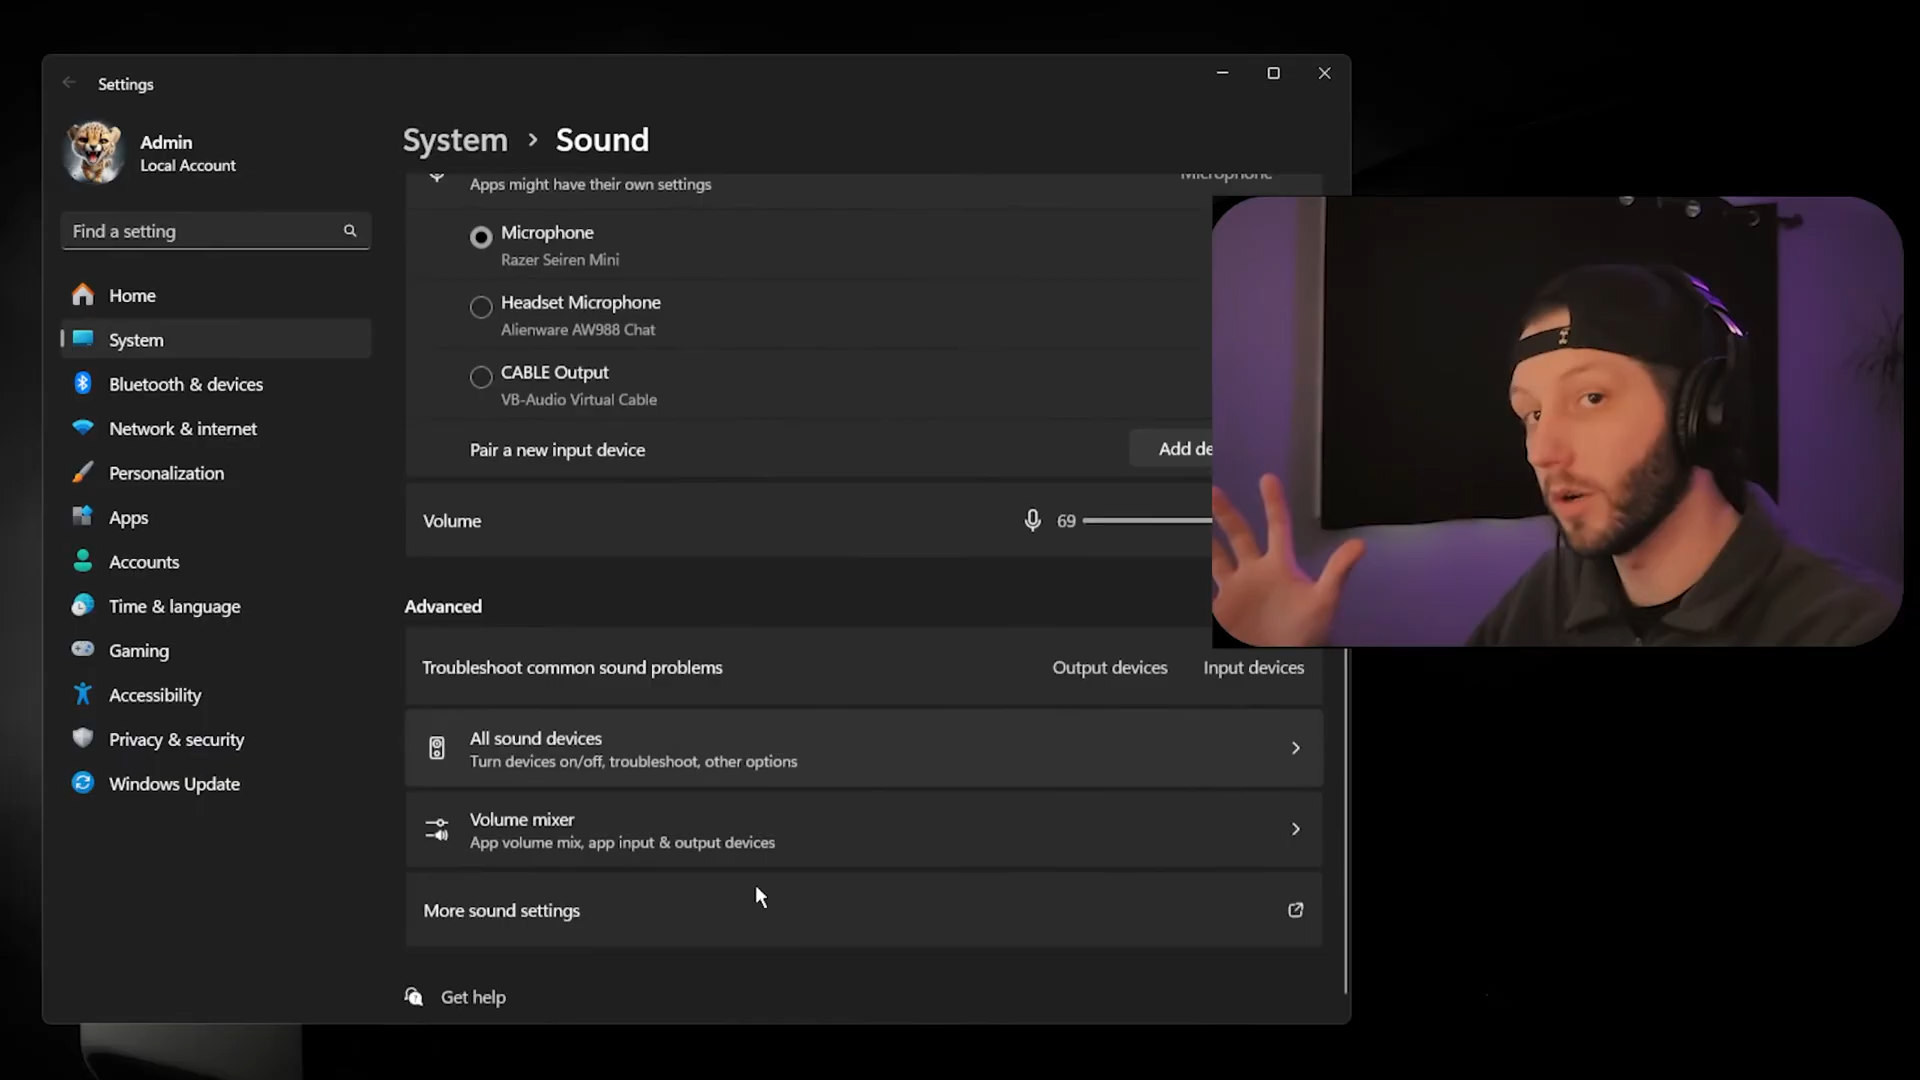 Settings
Admin
Local Account
Find a setting
Home
System
Bluetooth & devices
Network & internet
Personalization
Apps
Accounts
Time & language
Gaming
Accessibility
Privacy & security
Windows Update
System > Sound
Apps might have their own settings
Microphone
Microphone
Razer Seiren Mini
Headset Microphone
Alienware AW988 Chat
CABLE Output
VB-Audio Virtual Cable
Pair a new input device
Add de
Volume
69
Advanced
Troubleshoot common sound problems
Output devices
Input devices
All sound devices
Turn devices on/off, troubleshoot, other options
Volume mixer
App volume mix, app input & output devices
More sound settings
Get help